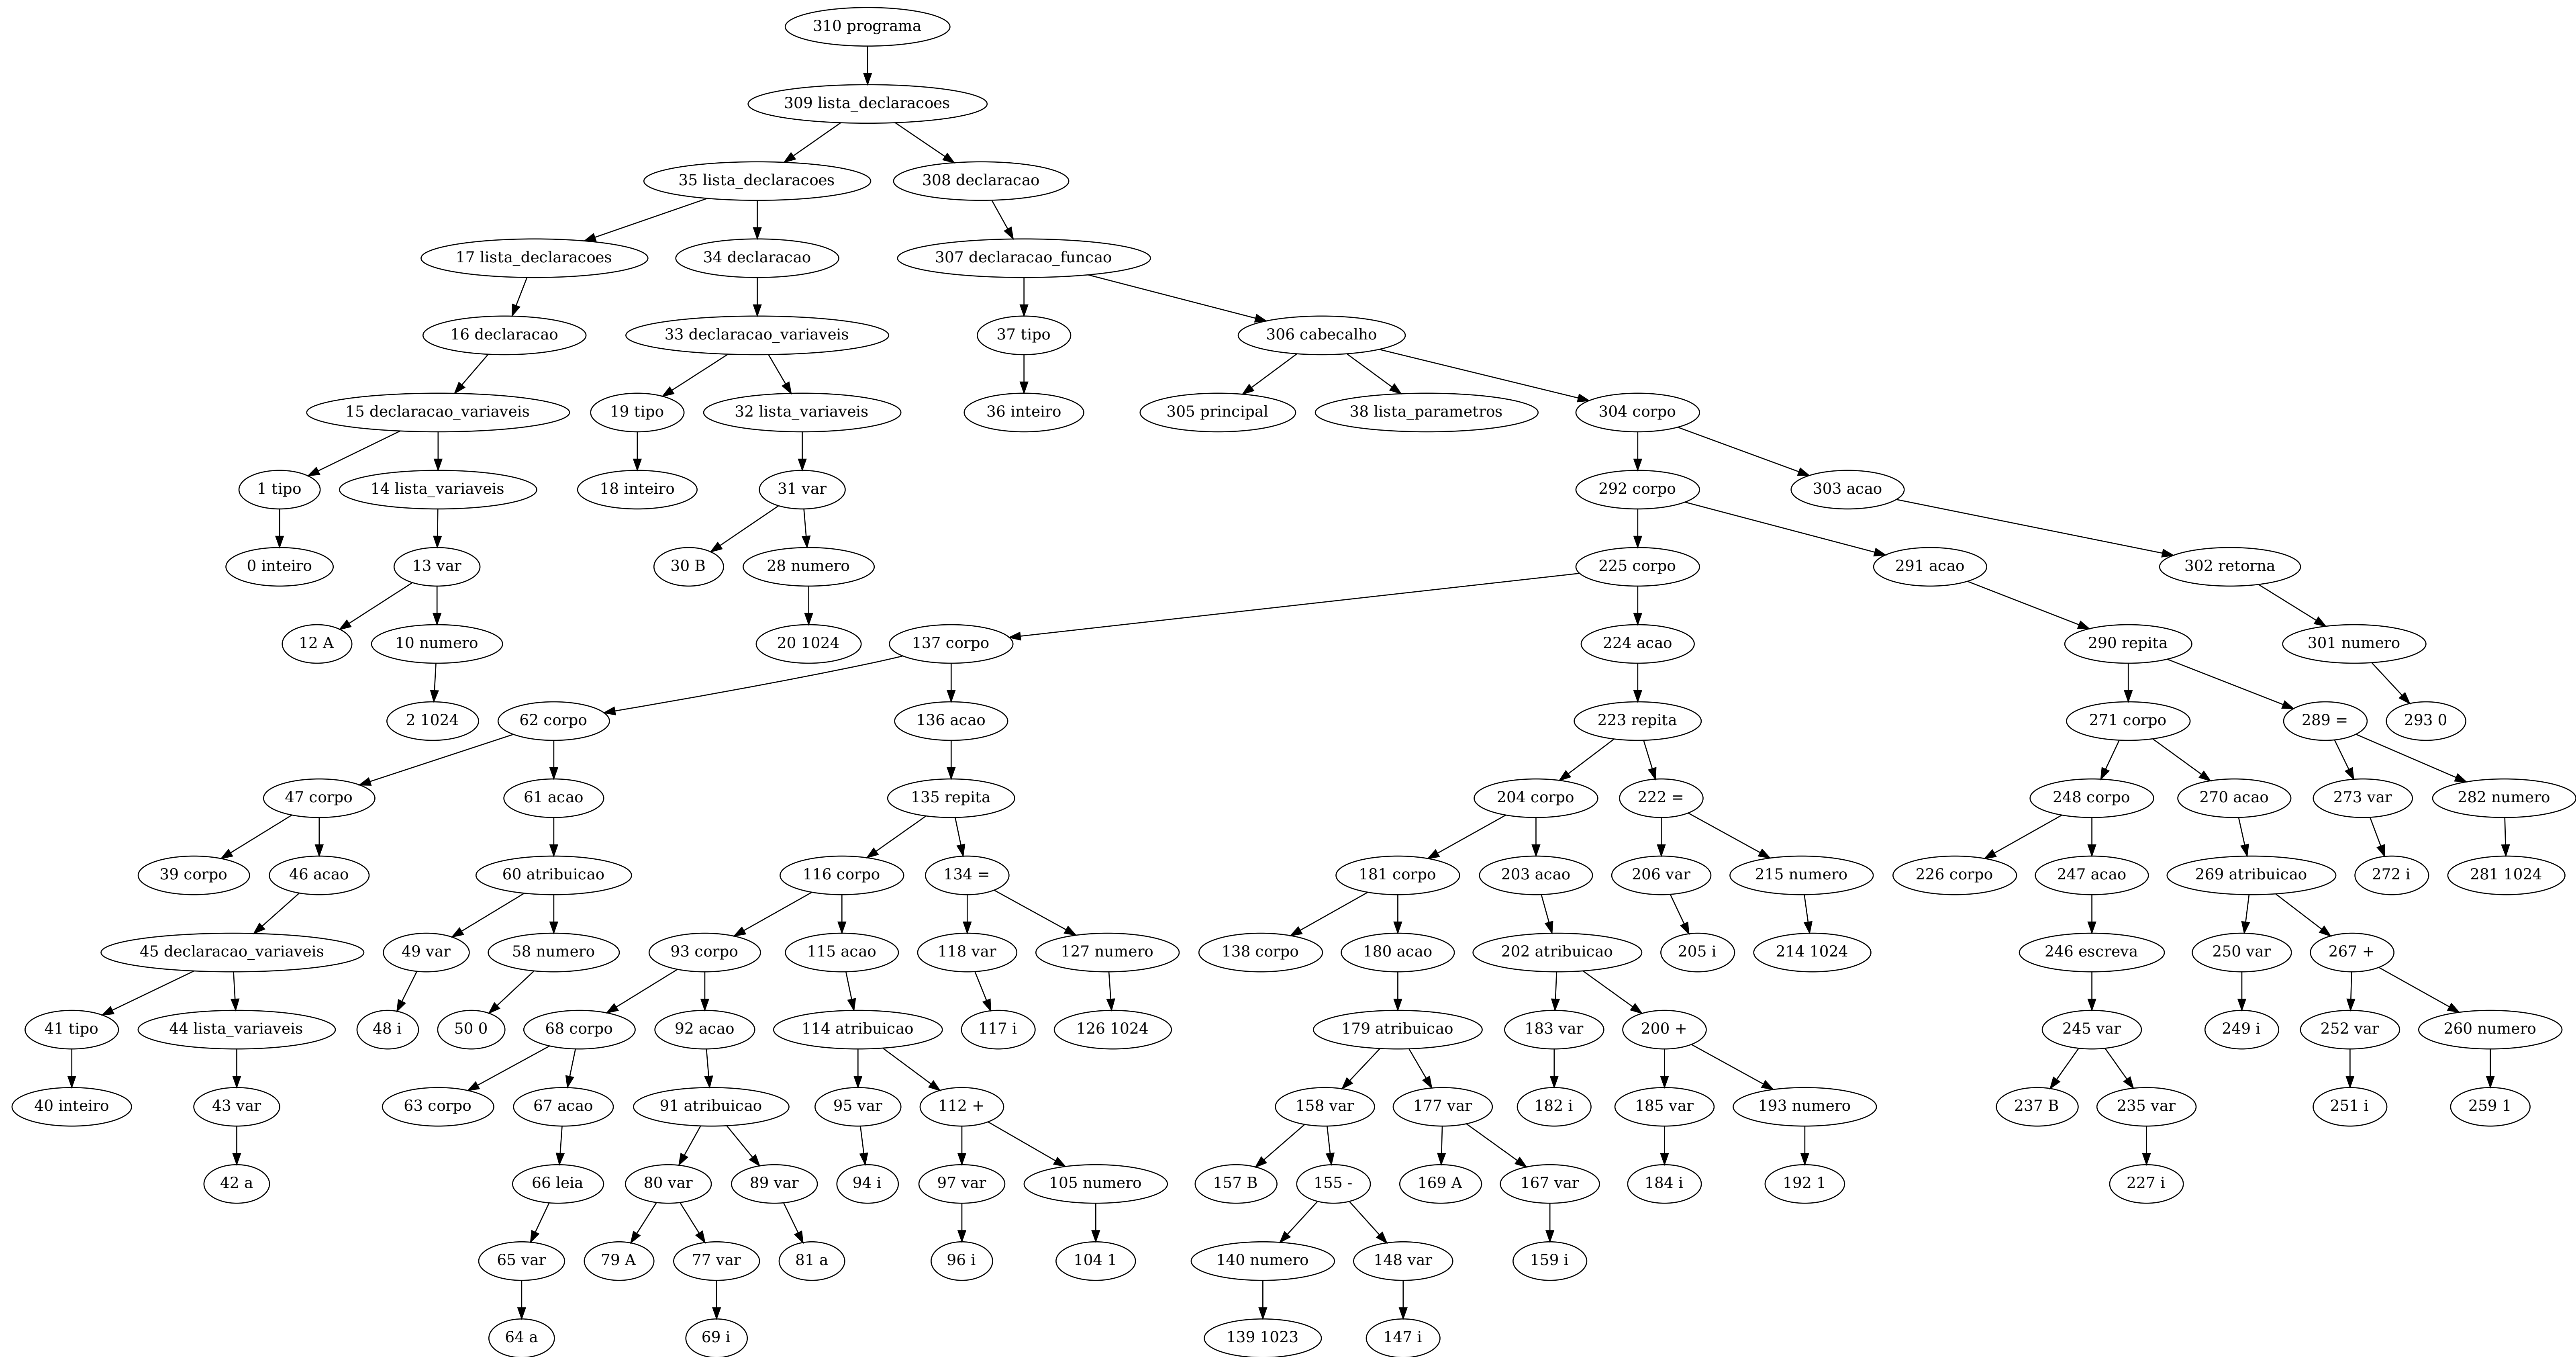 310 programa
309 lista_declaracoes
35 lista_declaracoes
308 declaracao
17 lista_declaracoes
34 declaracao
307 declaracao_funcao
16 declaracao
33 declaracao_variaveis
37 tipo
306 cabecalho
15 declaracao_variaveis
19 tipo
32 lista_variaveis
36 inteiro
305 principal
38 lista_parametros
304 corpo
1 tipo
14 lista_variaveis
18 inteiro
31 var
292 corpo
303 acao
0 inteiro
13 var
30 B
28 numero
225 corpo
291 acao
302 retorna
12 A
10 numero
20 1024
137 corpo
224 acao
290 repita
301 numero
2 1024
62 corpo
136 acao
223 repita
271 corpo
289 =
293 0
47 corpo
61 acao
135 repita
204 corpo
222 =
248 corpo
270 acao
273 var
282 numero
39 corpo
46 acao
60 atribuicao
116 corpo
134 =
181 corpo
203 acao
206 var
215 numero
226 corpo
247 acao
269 atribuicao
272 i
281 1024
45 declaracao_variaveis
49 var
58 numero
93 corpo
115 acao
118 var
127 numero
138 corpo
180 acao
202 atribuicao
205 i
214 1024
246 escreva
250 var
267 +
41 tipo
44 lista_variaveis
48 i
50 0
68 corpo
92 acao
114 atribuicao
117 i
126 1024
179 atribuicao
183 var
200 +
245 var
249 i
252 var
260 numero
40 inteiro
43 var
63 corpo
67 acao
91 atribuicao
95 var
112 +
158 var
177 var
182 i
185 var
193 numero
237 B
235 var
251 i
259 1
42 a
66 leia
80 var
89 var
94 i
97 var
105 numero
157 B
155 -
169 A
167 var
184 i
192 1
227 i
65 var
79 A
77 var
81 a
96 i
104 1
140 numero
148 var
159 i
64 a
69 i
139 1023
147 i